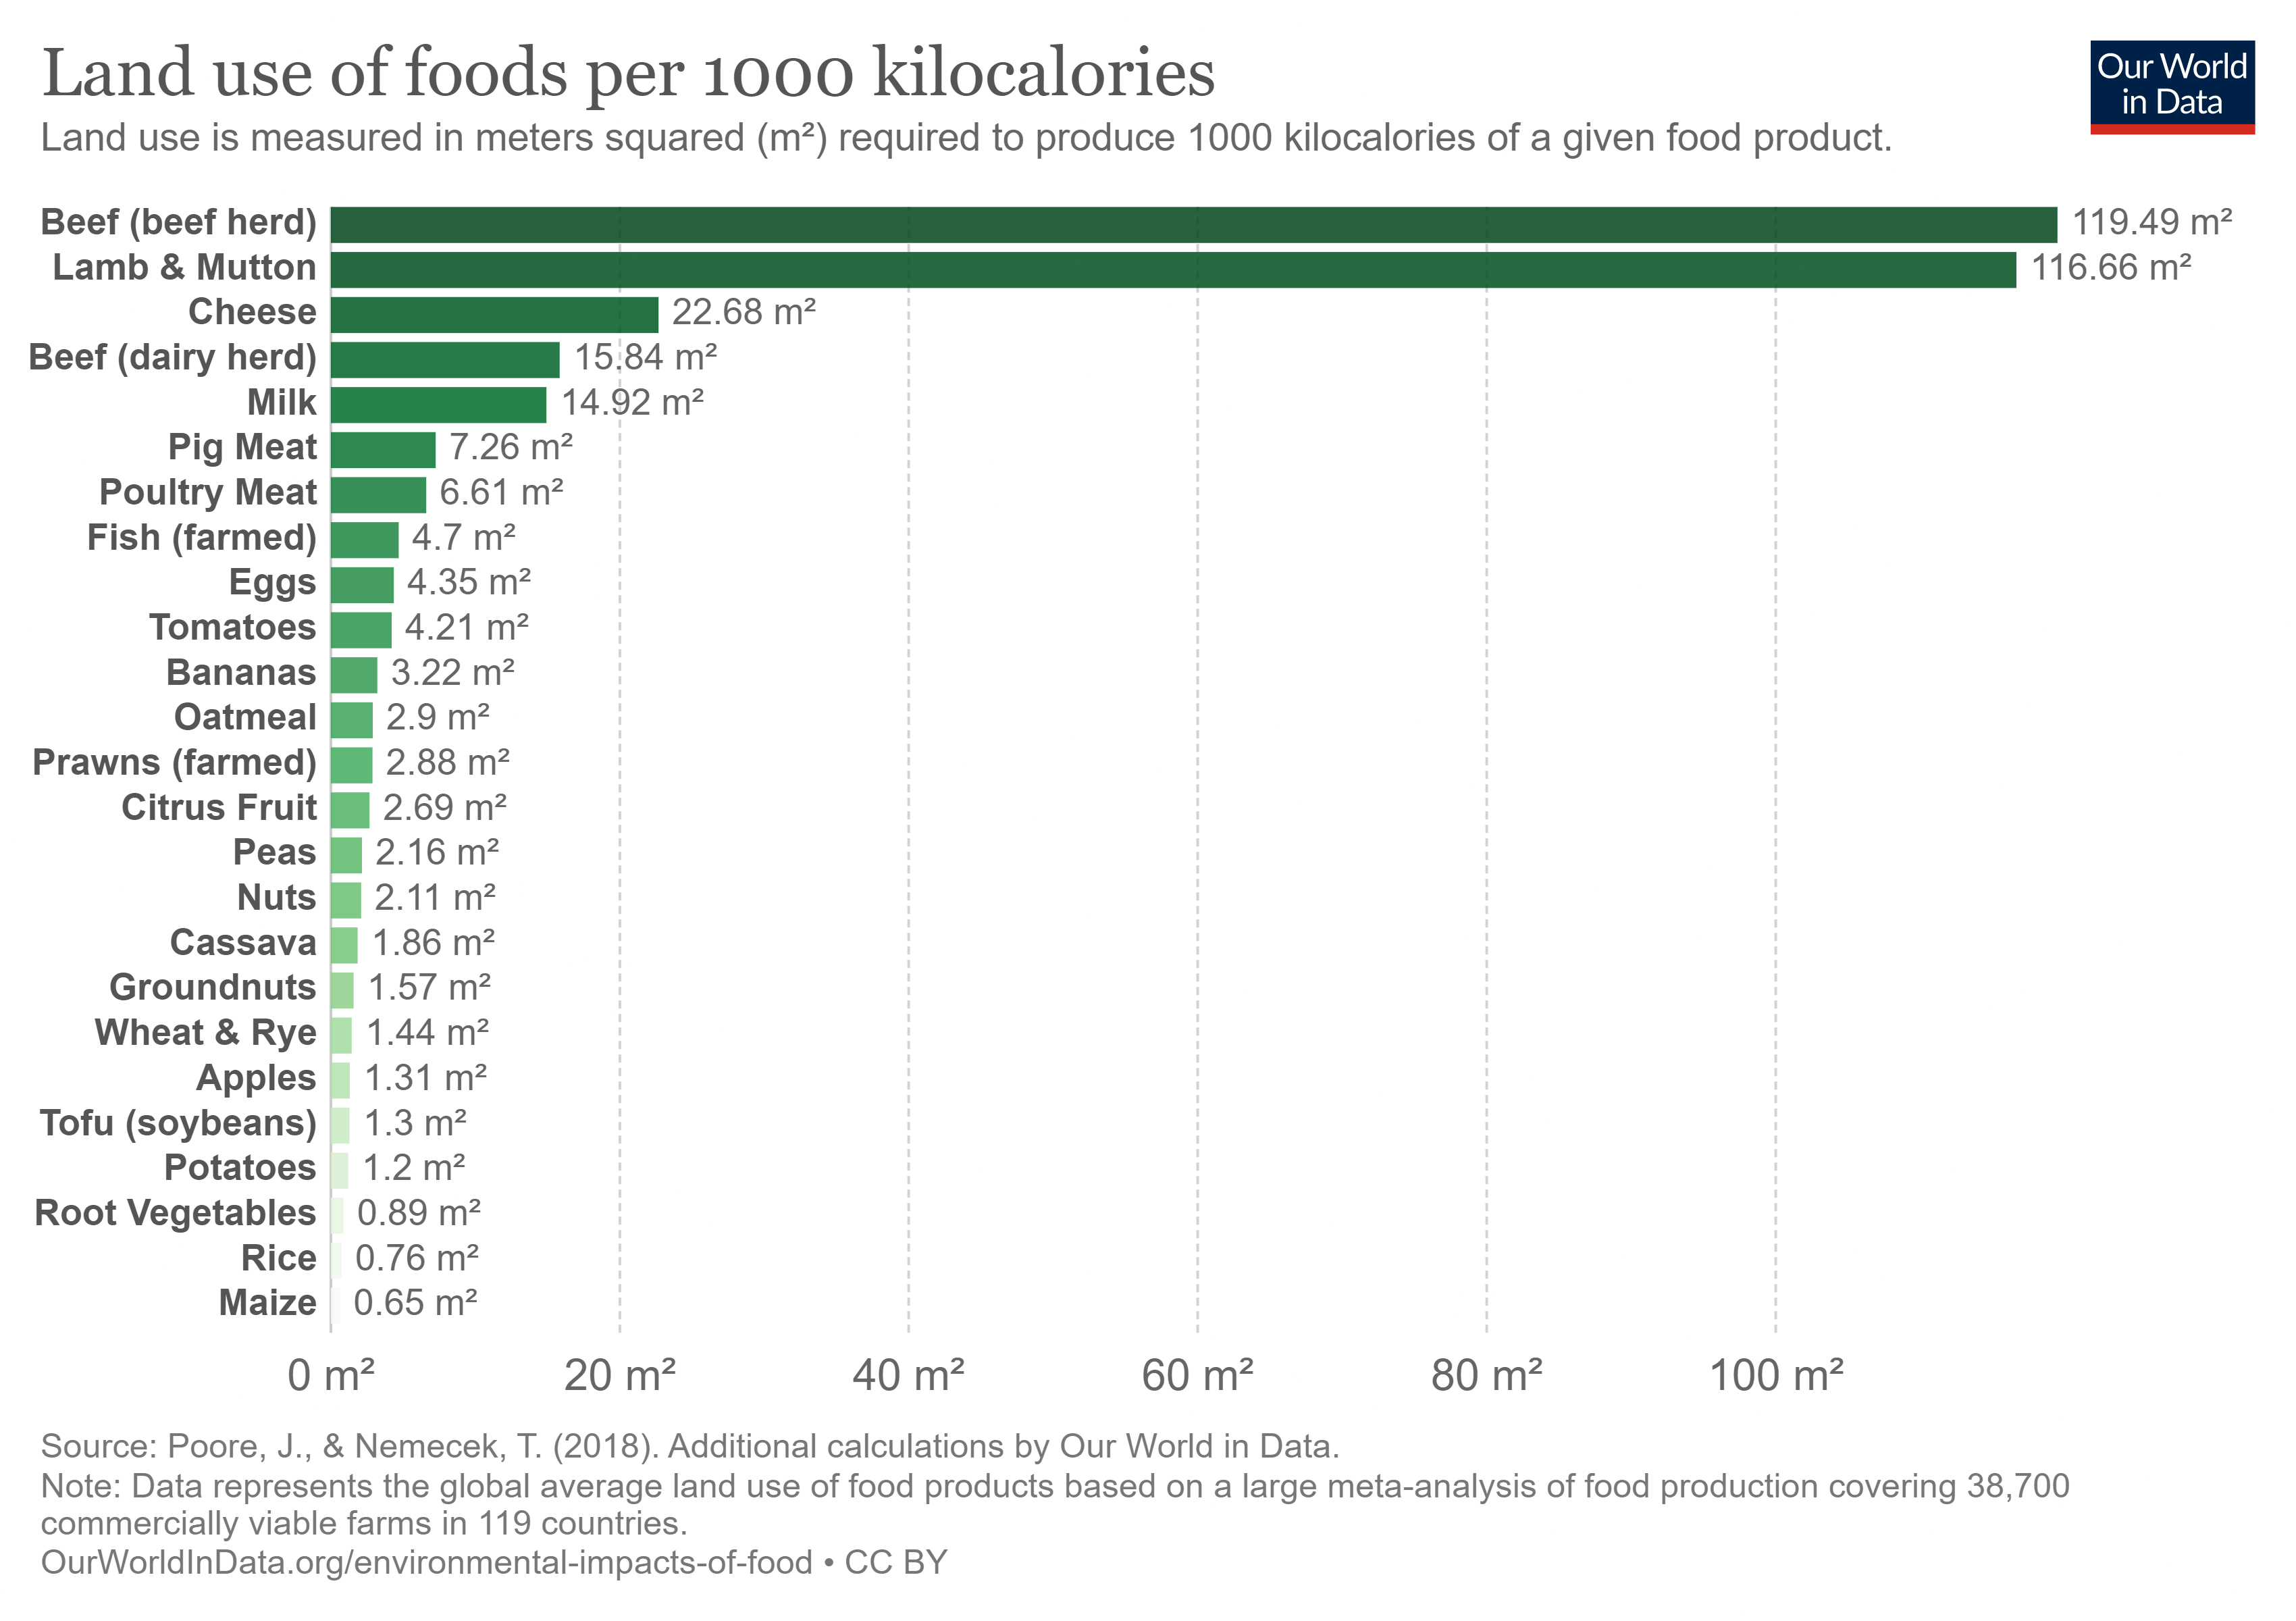 Land use of foods per 1000 kilocalories
Our World
in Data
Land use is measured in meters squared (m²) required to produce 1000 kilocalories of a given food product.
Beef (beef herd) 119.49 m²
Lamb & Mutton 116.66 m²
Cheese 22.68 m²
Beef (dairy herd) 15.84 m²
Milk 14.92 m²
Pig Meat 7.26 m²
Poultry Meat 6.61 m²
Fish (farmed) 4.7 m²
Eggs 4.35 m²
Tomatoes 4.21 m²
Bananas 3.22 m²
Oatmeal 2.9 m²
Prawns (farmed) 2.88 m²
Citrus Fruit 2.69 m²
Peas 2.16 m²
Nuts 2.11 m²
Cassava 1.86 m²
Groundnuts 1.57 m²
Wheat & Rye 1.44 m²
Apples 1.31 m²
Tofu (soybeans) 1.3 m²
Potatoes 1.2 m²
Root Vegetables 0.89 m²
Rice 0.76 m²
Maize 0.65 m²
0 m² 20 m² 40 m² 60 m² 80 m² 100 m²
Source: Poore, J., & Nemecek, T. (2018). Additional calculations by Our World in Data.
Note: Data represents the global average land use of food products based on a large meta-analysis of food production covering 38,700
commercially viable farms in 119 countries.
OurWorldInData.org/environmental-impacts-of-food • CC BY